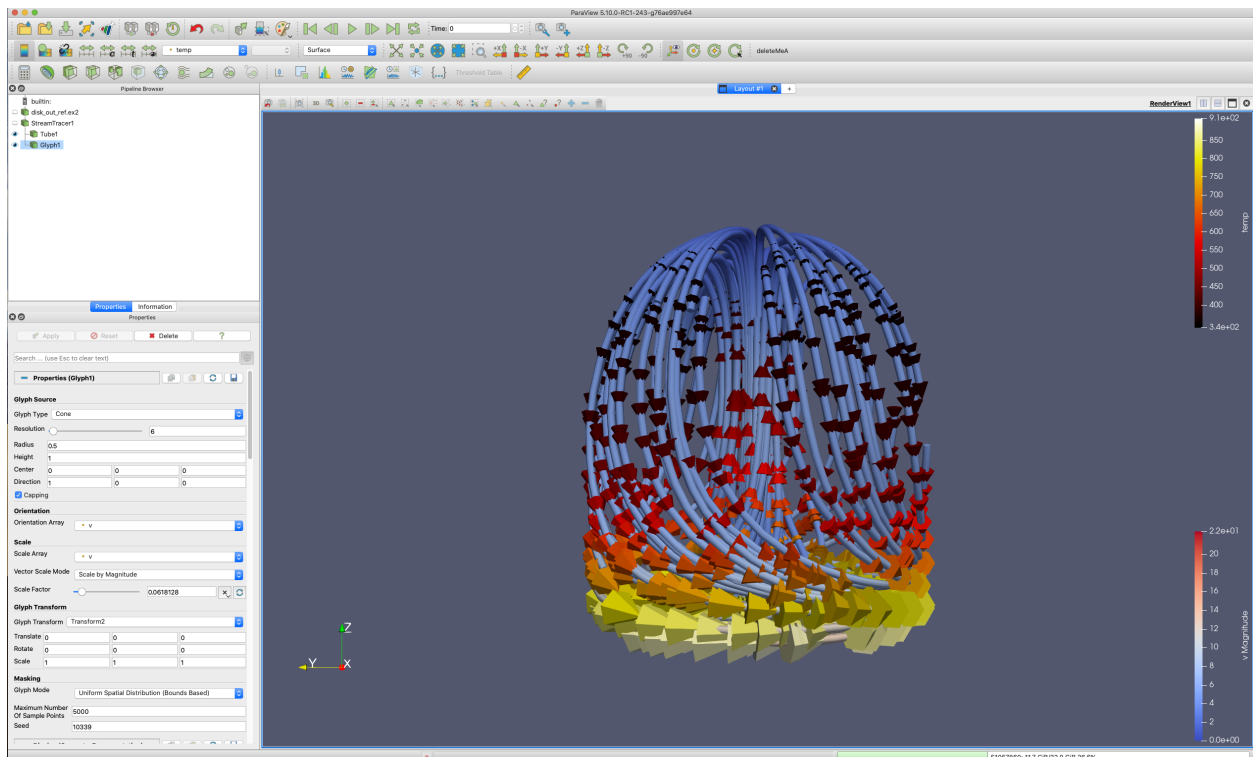 ParaView 5.10.0-RC1-243-g76ae997e64
Time: 0
temp
Surface
+X -X +Y -Y +Z -Z +90 -90
deleteMeA
Threshold Table
Pipeline Browser
Layout #1
+
builtin:
disk_out_ref.ex2
StreamTracer1
Tube1
Glyph1
3D
RenderView1
9.1e+02
850
800
750
700
650
600
550
500
450
400
3.4e+02
temp
Properties Information
Properties
Apply Reset Delete ?
Search ... (use Esc to clear text)
Properties (Glyph1)
Glyph Source
Glyph Type Cone
Resolution 6
Radius 0.5
Height 1
Center 0 0 0
Direction 1 0 0
Capping
Orientation
Orientation Array v
Scale
Scale Array v
Vector Scale Mode Scale by Magnitude
Scale Factor 0.0618128
Glyph Transform
Glyph Transform Transform2
Translate 0 0 0
Rotate 0 0 0
Scale 1 1 1
Masking
Glyph Mode Uniform Spatial Distribution (Bounds Based)
Maximum Number
Of Sample Points 5000
Seed 10339
Z
Y X
2.2e+01
20
18
16
14
12
10
8
6
4
2
0.0e+00
v Magnitude